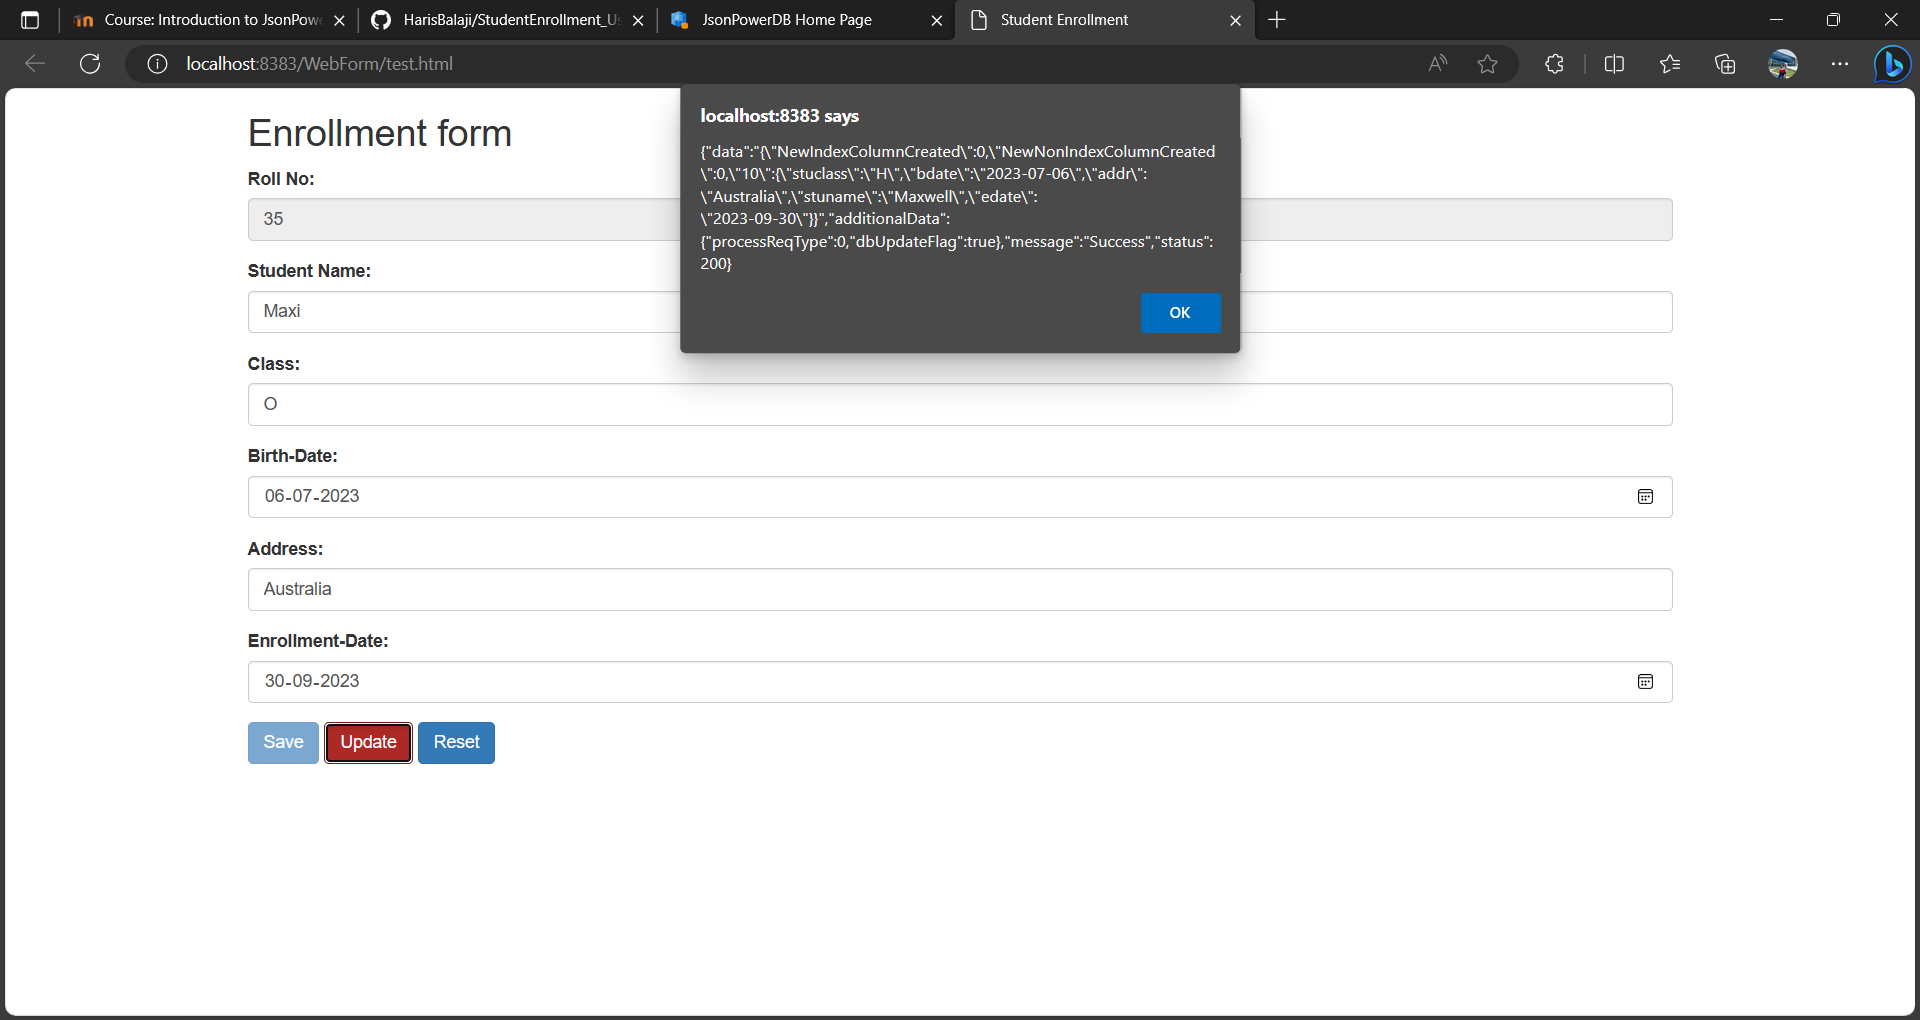 Course: Introduction to JsonPow
HarisBalaji/StudentEnrollment_Us
JsonPowerDB Home Page
Student Enrollment
localhost:8383/WebForm/test.html
localhost:8383 says
{"data":"{\"NewIndexColumnCreated\":0,\"NewNonIndexColumnCreated
\":0,\"10\":{\"stuclass\":\"H\",\"bdate\":\"2023-07-06\",\"addr\":
\"Australia\",\"stuname\":\"Maxwell\",\"edate\":
\"2023-09-30\"}}","additionalData":
{"processReqType":0,"dbUpdateFlag":true},"message":"Success","status":
200}
OK
Enrollment form
Roll No:
35
Student Name:
Maxi
Class:
O
Birth-Date:
06-07-2023
Address:
Australia
Enrollment-Date:
30-09-2023
Save Update Reset